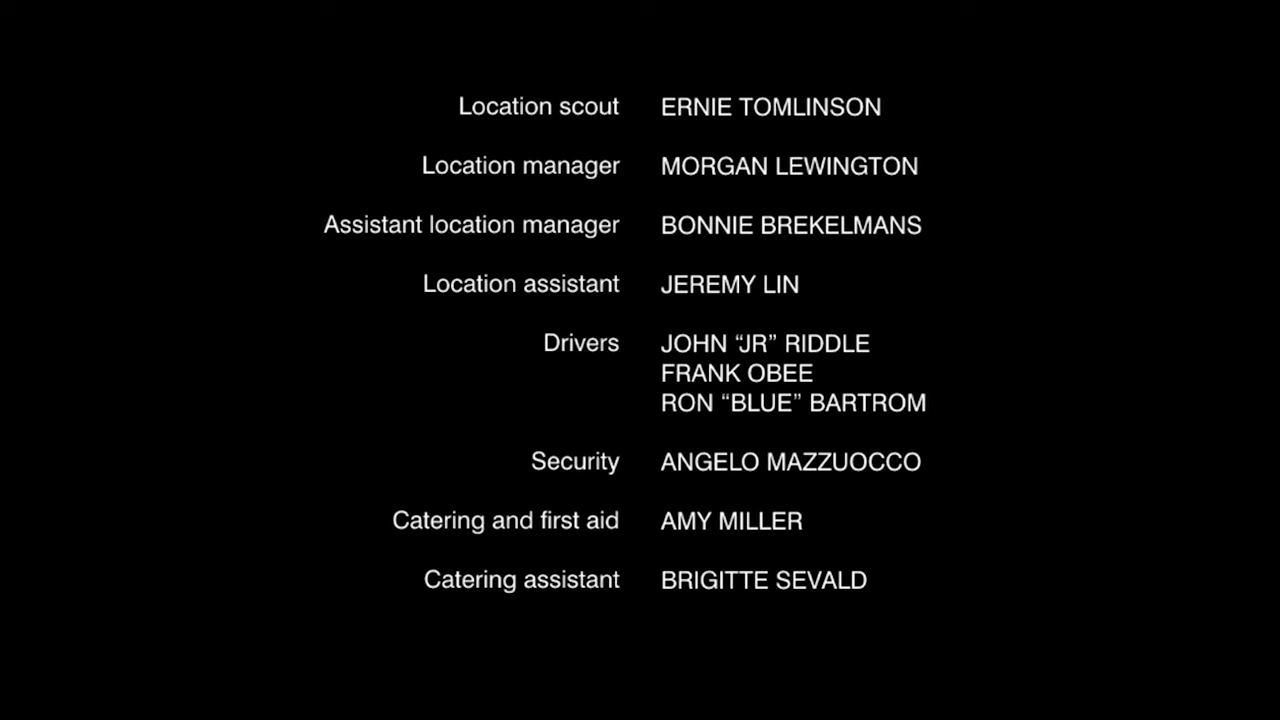 Location scout ERNIE TOMLINSON
Location manager MORGAN LEWINGTON
Assistant location manager BONNIE BREKELMANS
Location assistant JEREMY LIN
Drivers JOHN “JR” RIDDLE
FRANK OBEE
RON “BLUE” BARTROM
Security ANGELO MAZZUOCCO
Catering and first aid AMY MILLER
Catering assistant BRIGITTE SEVALD